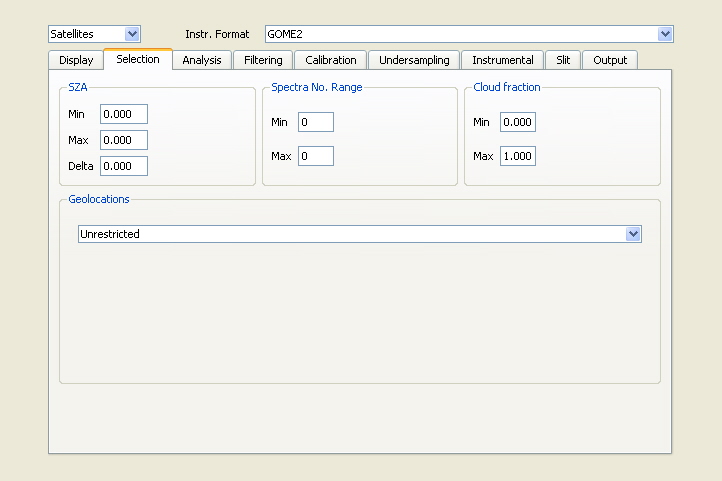 Satellites Instr. Format GOME2
Display Selection Analysis Filtering Calibration Undersampling Instrumental Slit Output
SZA Spectra No. Range Cloud fraction
Min 0.000 Min 0 Min 0.000
Max 0.000 Max 0 Max 1.000
Delta 0.000
Geolocations
Unrestricted